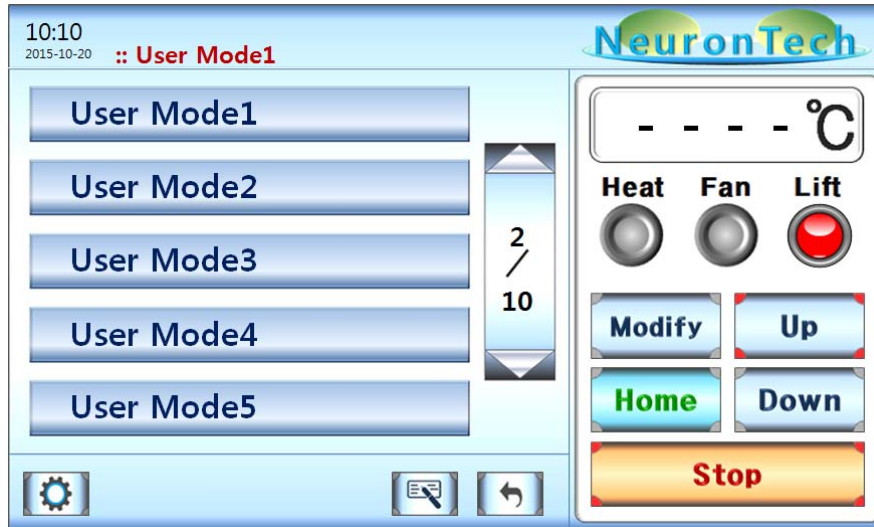 10:10
2015-10-20 :: User Mode1
NeuronTech
User Mode1
User Mode2
User Mode3
User Mode4
User Mode5
2
/
10
- - - - °C
Heat Fan Lift
Modify Up
Home Down
Stop